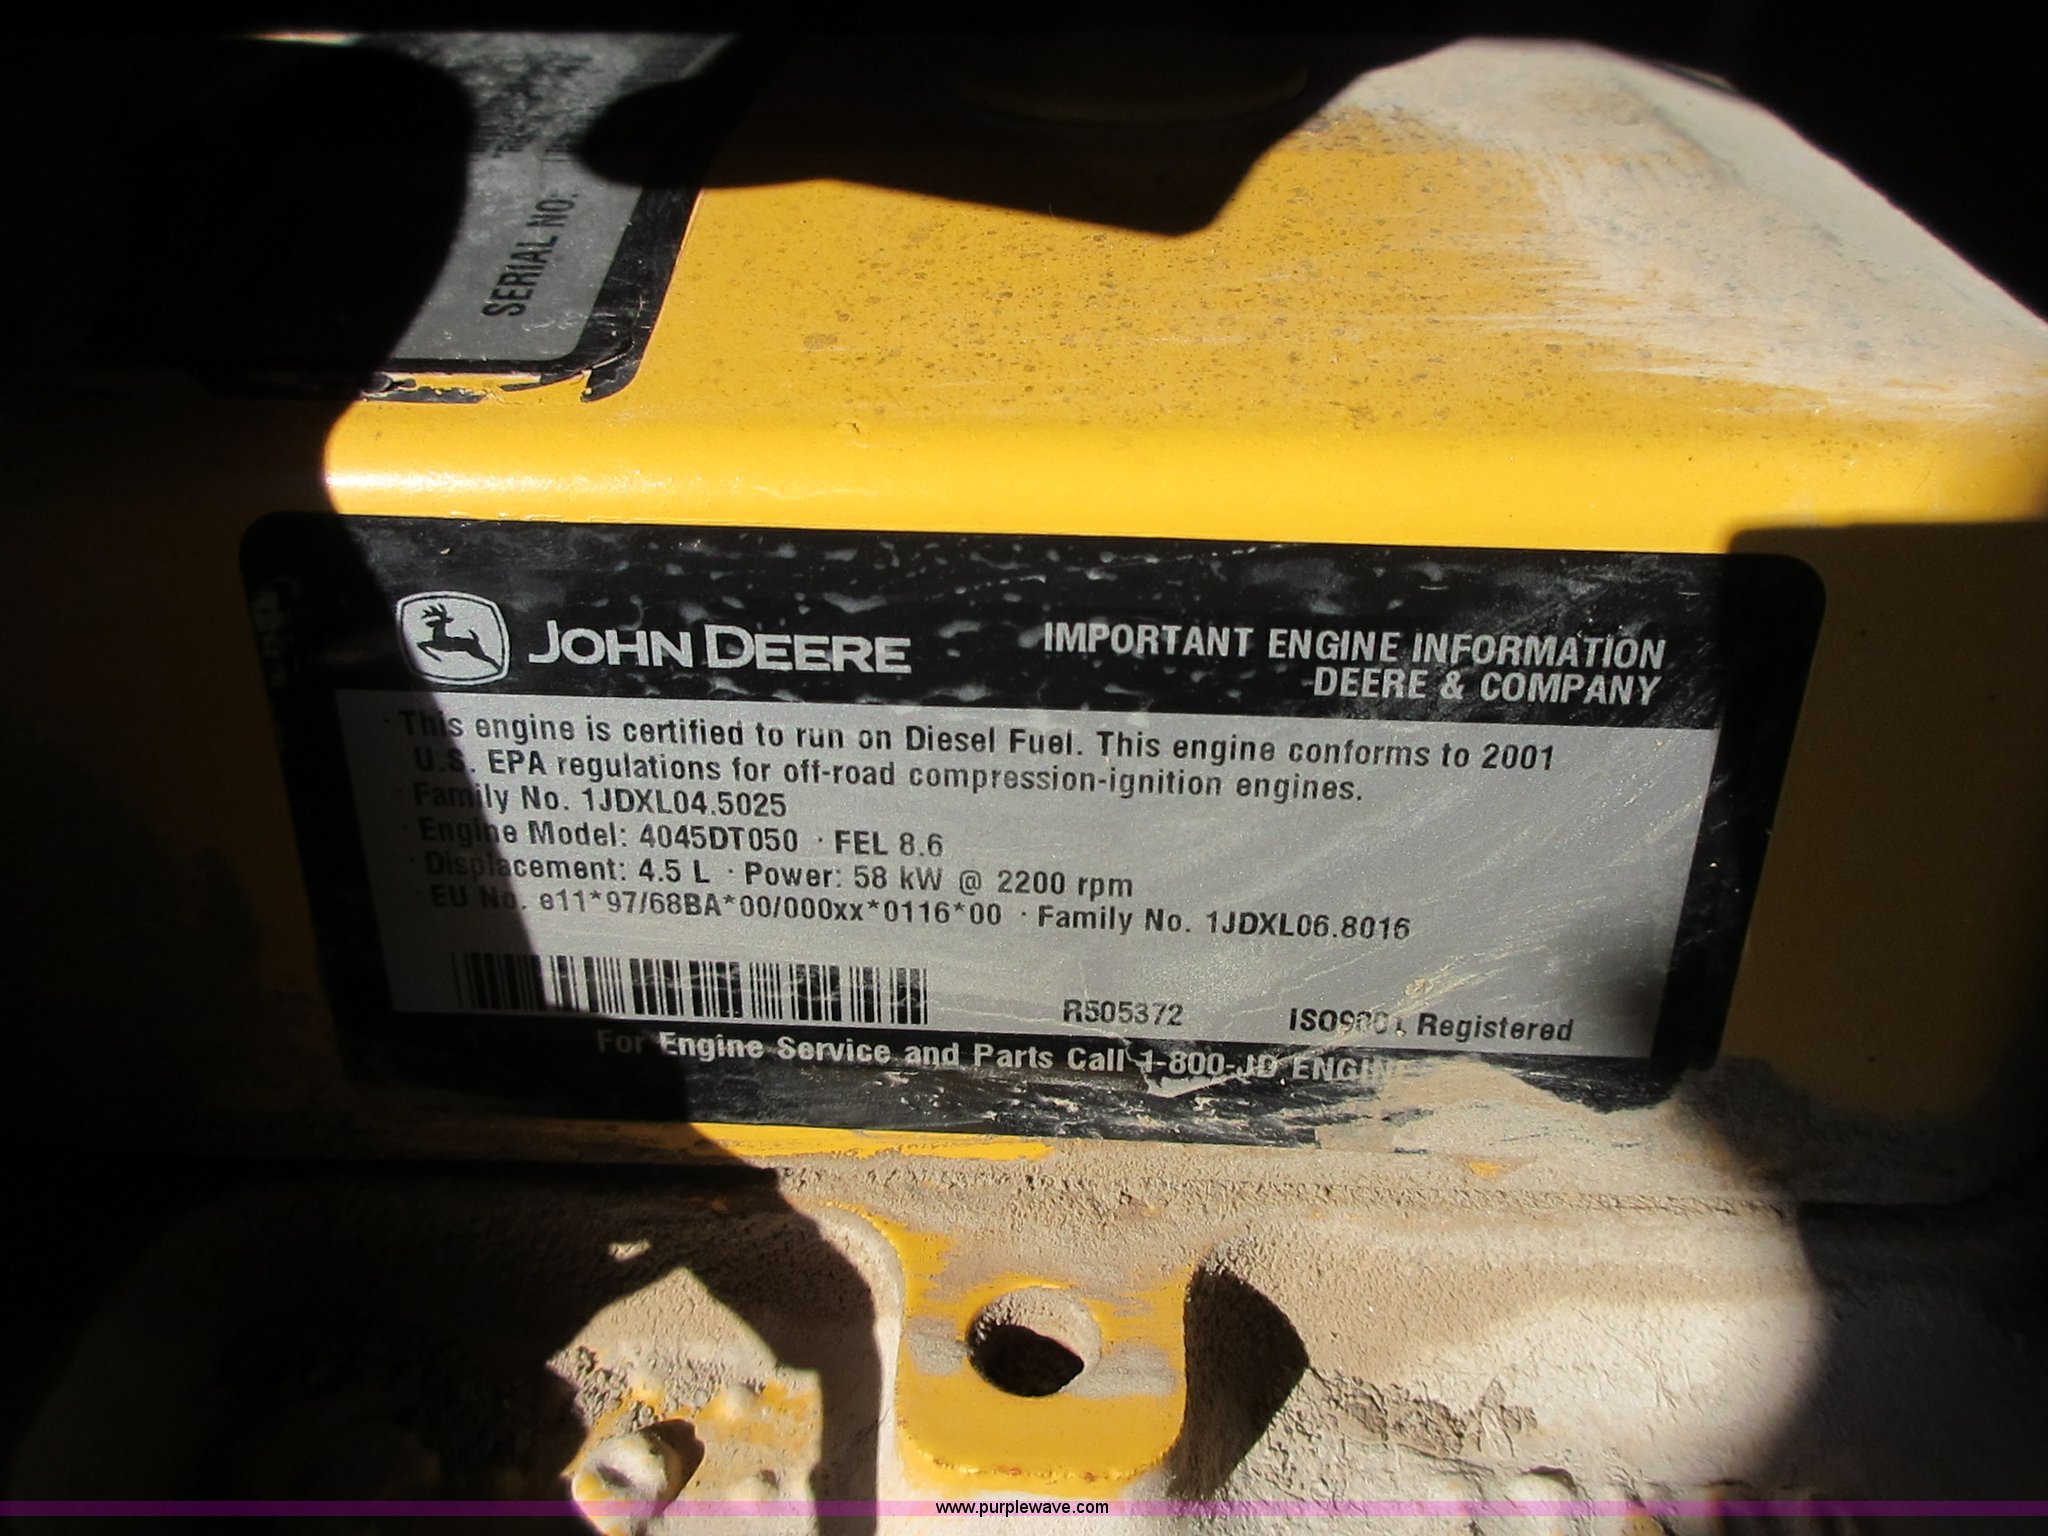 SERIAL NO.
JOHN DEERE
IMPORTANT ENGINE INFORMATION
DEERE & COMPANY
· This engine is certified to run on Diesel Fuel. This engine conforms to 2001
U.S. EPA regulations for off-road compression-ignition engines.
· Family No. 1JDXL04.5025
· Engine Model: 4045DT050 · FEL 8.6
· Displacement: 4.5 L · Power: 58 kW @ 2200 rpm
· EU No. e11*97/68BA*00/000xx*0116*00 · Family No. 1JDXL06.8016
R505372
ISO9001 Registered
For Engine Service and Parts Call 1-800-JD ENGINE
www.purplewave.com